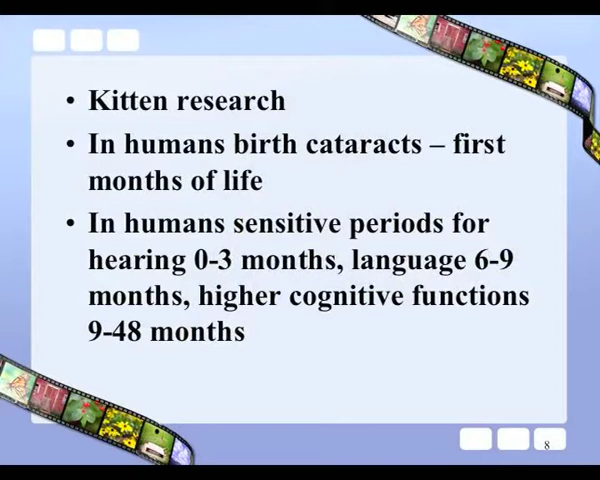 • Kitten research
• In humans birth cataracts – first
months of life
• In humans sensitive periods for
hearing 0-3 months, language 6-9
months, higher cognitive functions
9-48 months
8